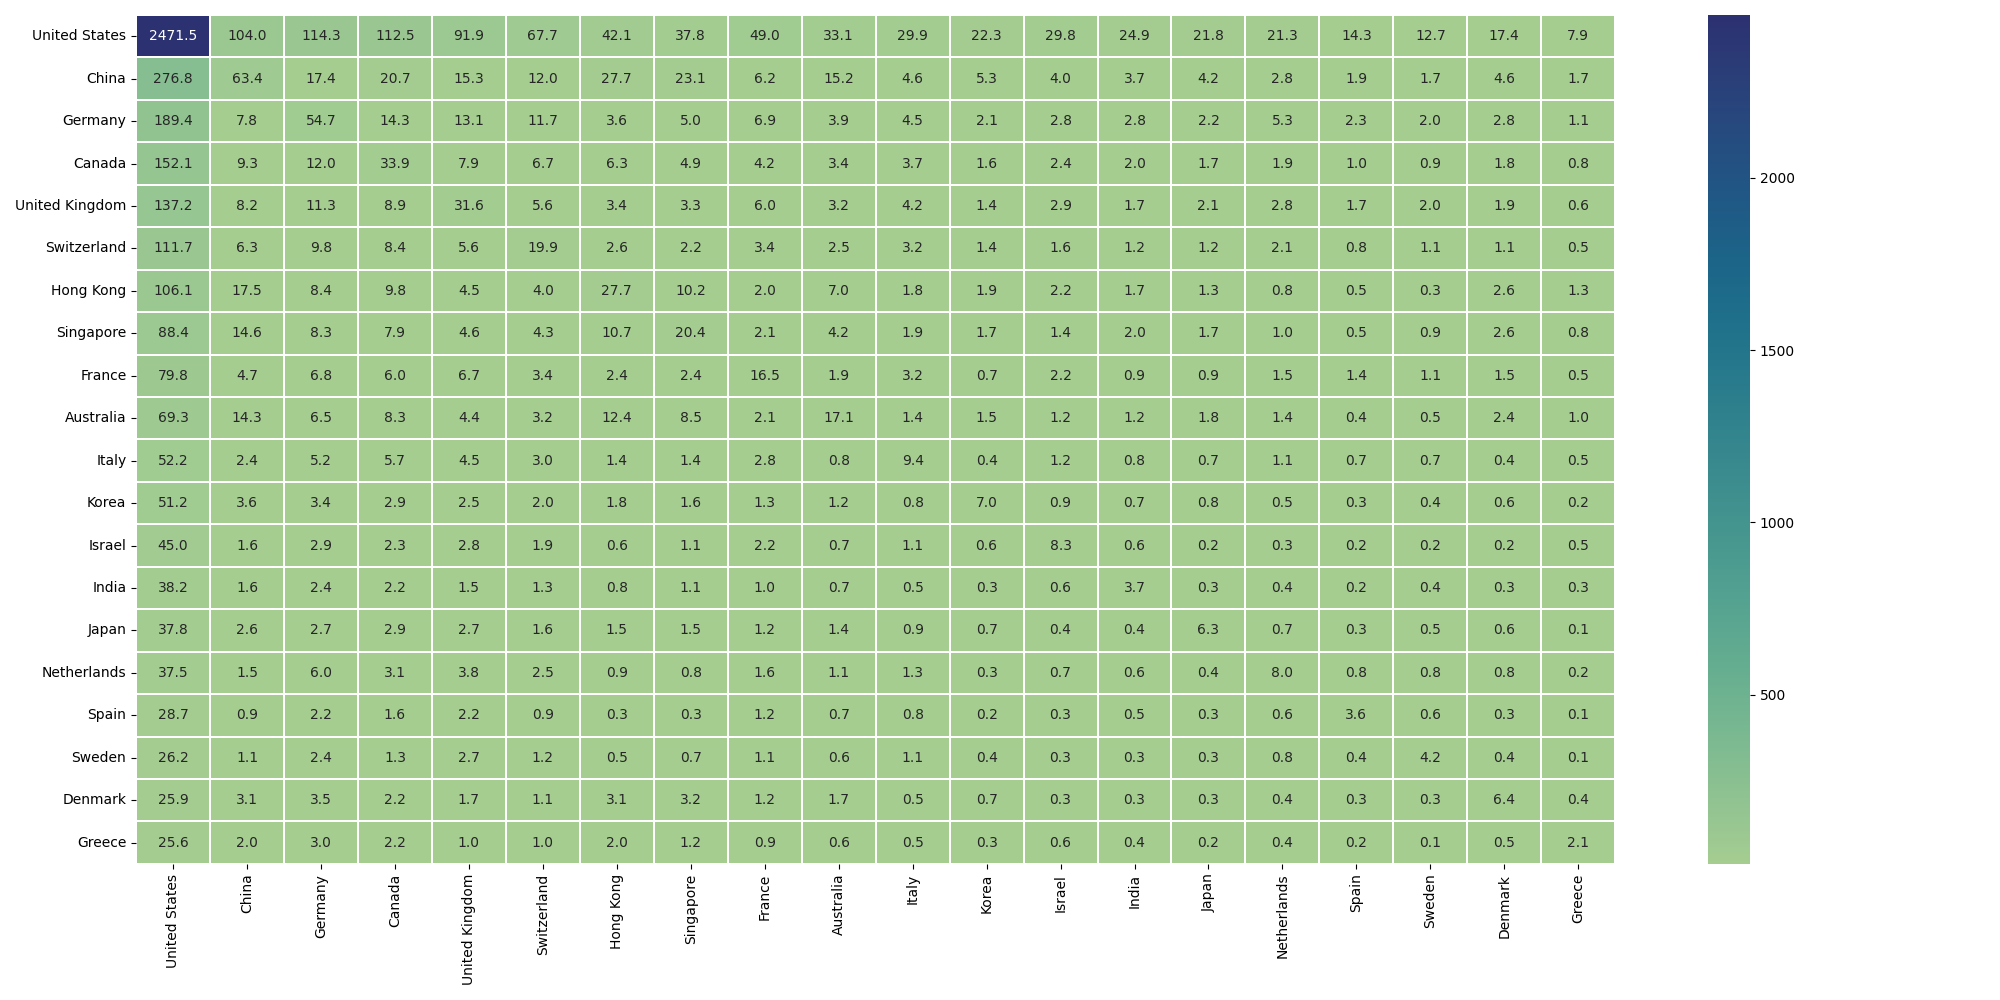 United States 2471.5 104.0 114.3 112.5 91.9 67.7 42.1 37.8 49.0 33.1 29.9 22.3 29.8 24.9 21.8 21.3 14.3 12.7 17.4 7.9
China 276.8 63.4 17.4 20.7 15.3 12.0 27.7 23.1 6.2 15.2 4.6 5.3 4.0 3.7 4.2 2.8 1.9 1.7 4.6 1.7
Germany 189.4 7.8 54.7 14.3 13.1 11.7 3.6 5.0 6.9 3.9 4.5 2.1 2.8 2.8 2.2 5.3 2.3 2.0 2.8 1.1
Canada 152.1 9.3 12.0 33.9 7.9 6.7 6.3 4.9 4.2 3.4 3.7 1.6 2.4 2.0 1.7 1.9 1.0 0.9 1.8 0.8
2000
United Kingdom 137.2 8.2 11.3 8.9 31.6 5.6 3.4 3.3 6.0 3.2 4.2 1.4 2.9 1.7 2.1 2.8 1.7 2.0 1.9 0.6
Switzerland 111.7 6.3 9.8 8.4 5.6 19.9 2.6 2.2 3.4 2.5 3.2 1.4 1.6 1.2 1.2 2.1 0.8 1.1 1.1 0.5
Hong Kong 106.1 17.5 8.4 9.8 4.5 4.0 27.7 10.2 2.0 7.0 1.8 1.9 2.2 1.7 1.3 0.8 0.5 0.3 2.6 1.3
Singapore 88.4 14.6 8.3 7.9 4.6 4.3 10.7 20.4 2.1 4.2 1.9 1.7 1.4 2.0 1.7 1.0 0.5 0.9 2.6 0.8
1500
France 79.8 4.7 6.8 6.0 6.7 3.4 2.4 2.4 16.5 1.9 3.2 0.7 2.2 0.9 0.9 1.5 1.4 1.1 1.5 0.5
Australia 69.3 14.3 6.5 8.3 4.4 3.2 12.4 8.5 2.1 17.1 1.4 1.5 1.2 1.2 1.8 1.4 0.4 0.5 2.4 1.0
Italy 52.2 2.4 5.2 5.7 4.5 3.0 1.4 1.4 2.8 0.8 9.4 0.4 1.2 0.8 0.7 1.1 0.7 0.7 0.4 0.5
Korea 51.2 3.6 3.4 2.9 2.5 2.0 1.8 1.6 1.3 1.2 0.8 7.0 0.9 0.7 0.8 0.5 0.3 0.4 0.6 0.2
1000
Israel 45.0 1.6 2.9 2.3 2.8 1.9 0.6 1.1 2.2 0.7 1.1 0.6 8.3 0.6 0.2 0.3 0.2 0.2 0.2 0.5
India 38.2 1.6 2.4 2.2 1.5 1.3 0.8 1.1 1.0 0.7 0.5 0.3 0.6 3.7 0.3 0.4 0.2 0.4 0.3 0.3
Japan 37.8 2.6 2.7 2.9 2.7 1.6 1.5 1.5 1.2 1.4 0.9 0.7 0.4 0.4 6.3 0.7 0.3 0.5 0.6 0.1
Netherlands 37.5 1.5 6.0 3.1 3.8 2.5 0.9 0.8 1.6 1.1 1.3 0.3 0.7 0.6 0.4 8.0 0.8 0.8 0.8 0.2
500
Spain 28.7 0.9 2.2 1.6 2.2 0.9 0.3 0.3 1.2 0.7 0.8 0.2 0.3 0.5 0.3 0.6 3.6 0.6 0.3 0.1
Sweden 26.2 1.1 2.4 1.3 2.7 1.2 0.5 0.7 1.1 0.6 1.1 0.4 0.3 0.3 0.3 0.8 0.4 4.2 0.4 0.1
Denmark 25.9 3.1 3.5 2.2 1.7 1.1 3.1 3.2 1.2 1.7 0.5 0.7 0.3 0.3 0.3 0.4 0.3 0.3 6.4 0.4
Greece 25.6 2.0 3.0 2.2 1.0 1.0 2.0 1.2 0.9 0.6 0.5 0.3 0.6 0.4 0.2 0.4 0.2 0.1 0.5 2.1
United States
China
Germany
Canada
United Kingdom
Switzerland
Hong Kong
Singapore
France
Australia
Italy
Korea
Israel
India
Japan
Netherlands
Spain
Sweden
Denmark
Greece